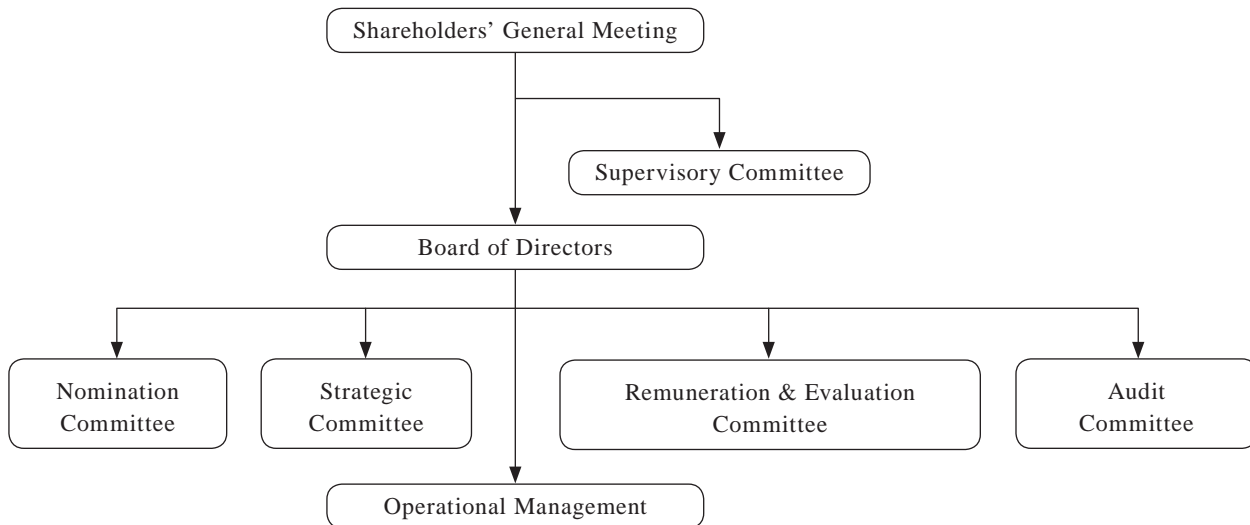 Shareholders’ General Meeting
Supervisory Committee
Board of Directors
Nomination
Committee
Strategic
Committee
Remuneration & Evaluation
Committee
Audit
Committee
Operational Management